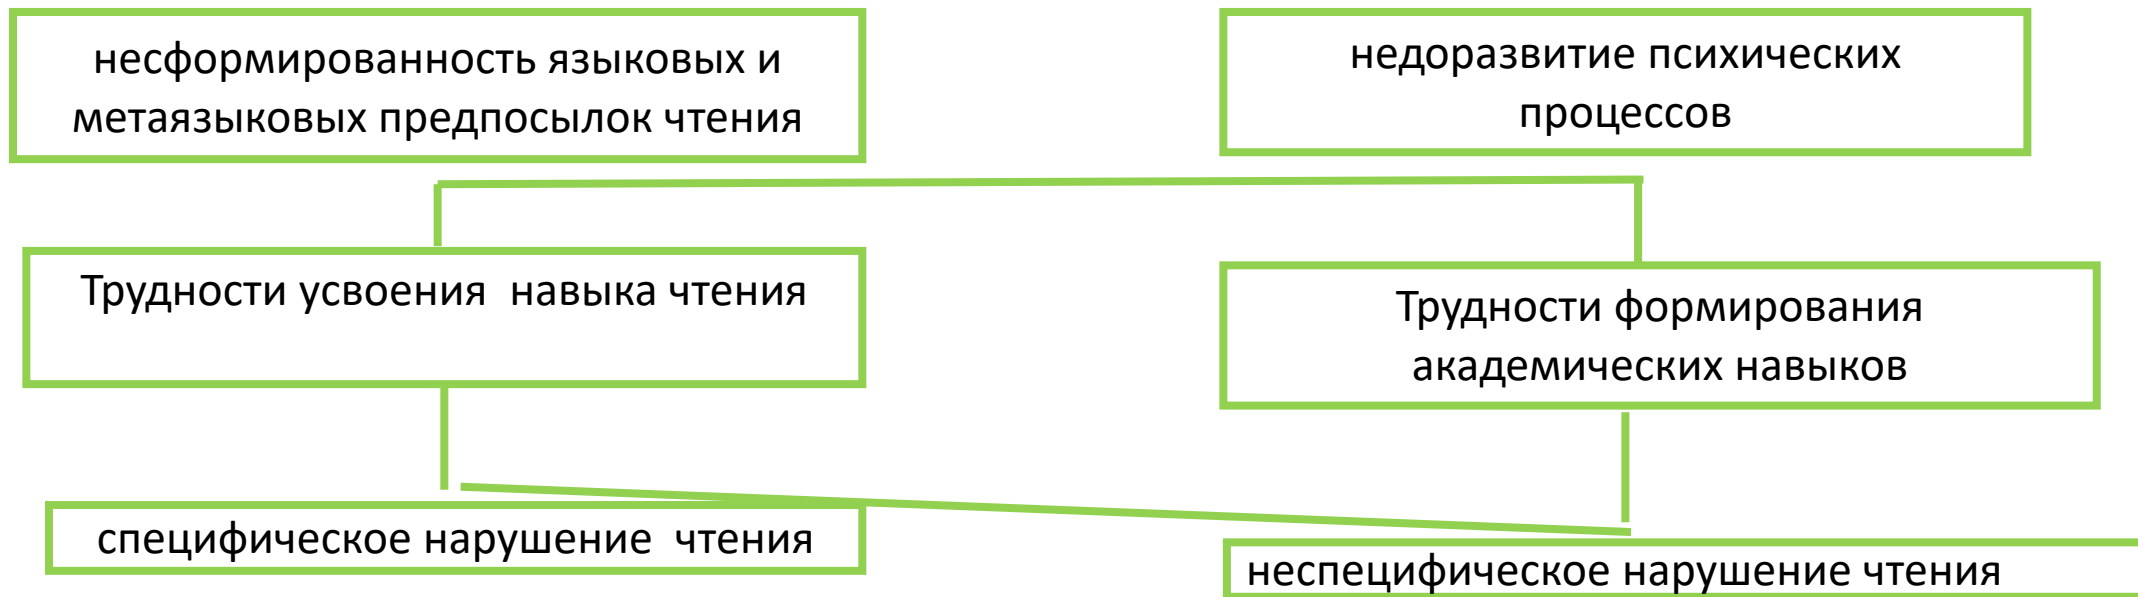 несформированность языковых и
метаязыковых предпосылок чтения
недоразвитие психических
процессов
Трудности усвоения  навыка чтения
Трудности формирования
академических навыков
специфическое нарушение  чтения
неспецифическое нарушение чтения